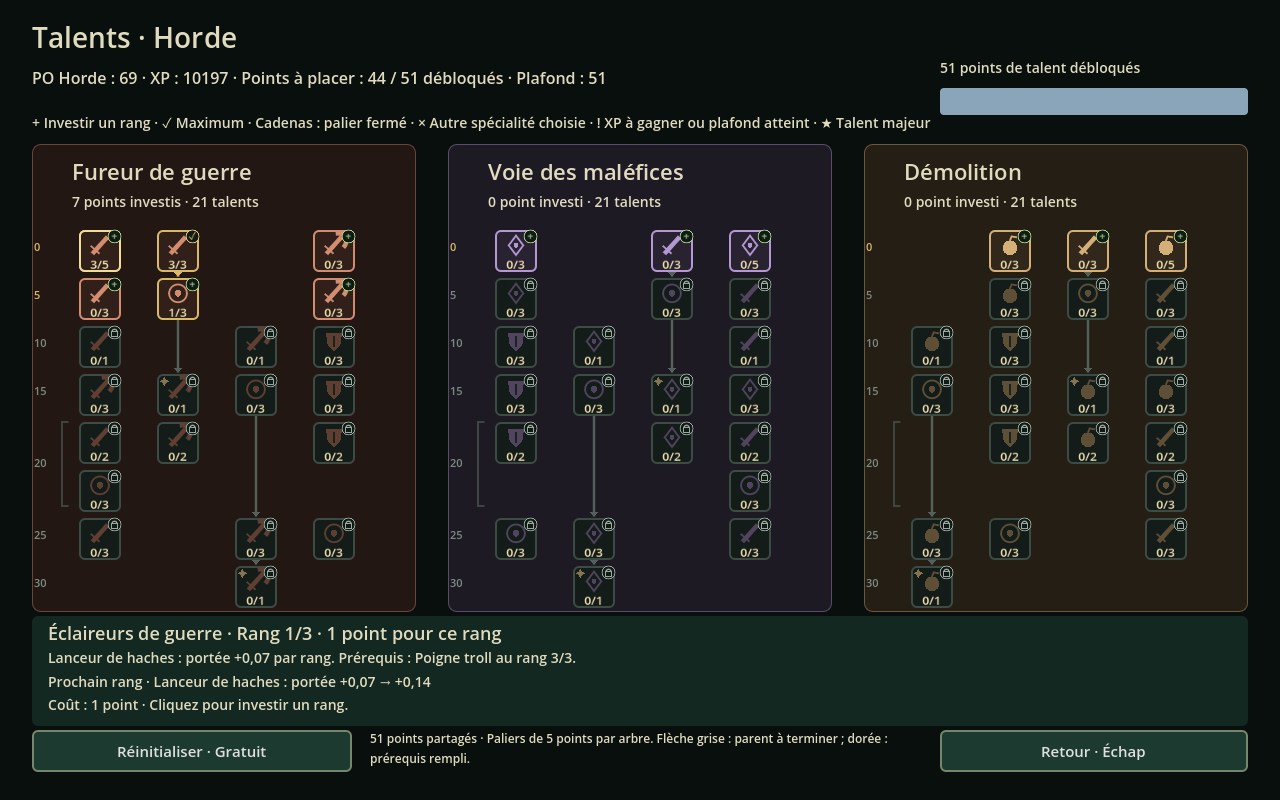 Talents · Horde
PO Horde : 69 · XP : 10197 · Points à placer : 44 / 51 débloqués · Plafond : 51
51 points de talent débloqués
+ Investir un rang · ✓ Maximum · Cadenas : palier fermé · × Autre spécialité choisie · ! XP à gagner ou plafond atteint · ★ Talent majeur
Fureur de guerre
7 points investis · 21 talents
0
3/5 3/3 0/3
5
0/3 1/3 0/3
10
0/1 0/1 0/3
15
0/3 0/1 0/3 0/3
20
0/2 0/2 0/2
0/3
25
0/3 0/3 0/3
30
0/1
Voie des maléfices
0 point investi · 21 talents
0
0/3 0/3 0/5
5
0/3 0/3 0/3
10
0/3 0/1 0/1
15
0/3 0/3 0/1 0/3
20
0/2 0/2 0/2
0/3
25
0/3 0/3 0/3
30
0/1
Démolition
0 point investi · 21 talents
0
0/3 0/3 0/5
5
0/3 0/3 0/3
10
0/1 0/3 0/1
15
0/3 0/3 0/1 0/3
20
0/2 0/2 0/2
0/3
25
0/3 0/3 0/3
30
0/1
Éclaireurs de guerre · Rang 1/3 · 1 point pour ce rang
Lanceur de haches : portée +0,07 par rang. Prérequis : Poigne troll au rang 3/3.
Prochain rang · Lanceur de haches : portée +0,07 → +0,14
Coût : 1 point · Cliquez pour investir un rang.
Réinitialiser · Gratuit
51 points partagés · Paliers de 5 points par arbre. Flèche grise : parent à terminer ; dorée :
prérequis rempli.
Retour · Échap